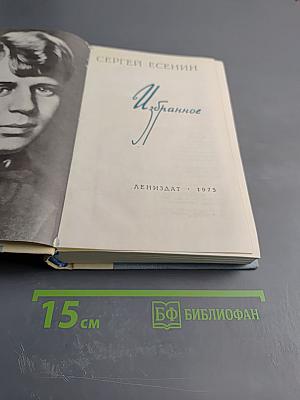 СЕРГЕЙ ЕСЕНИН
Избранное
ЛЕНИЗДАТ · 1975
15 см
БФ БИБЛИОФАН